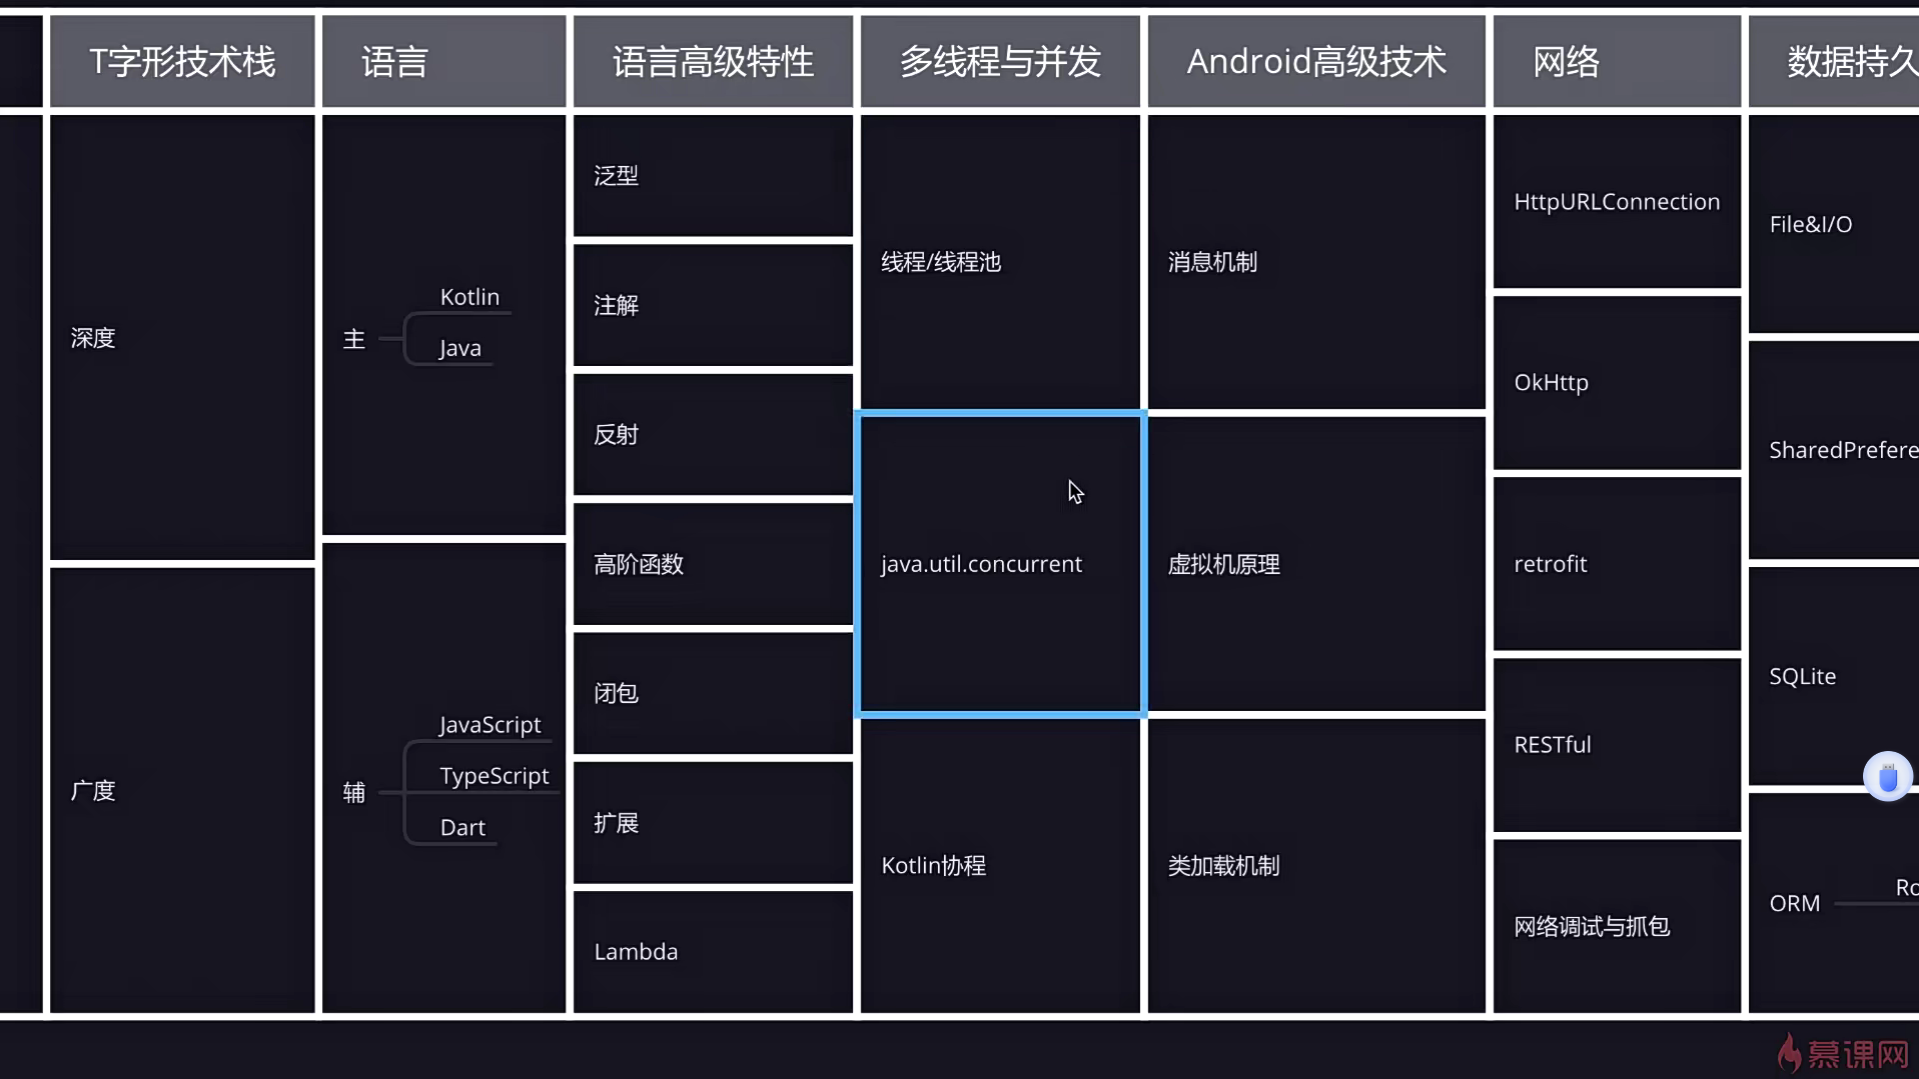 T字形技术栈
语言
语言高级特性
多线程与并发
Android高级技术
网络
数据持久
深度
广度
主
Kotlin
Java
辅
JavaScript
TypeScript
Dart
泛型
注解
反射
高阶函数
闭包
扩展
Lambda
线程/线程池
java.util.concurrent
Kotlin协程
消息机制
虚拟机原理
类加载机制
HttpURLConnection
OkHttp
retrofit
RESTful
网络调试与抓包
File&I/O
SharedPrefere
SQLite
ORM
Ro
慕课网